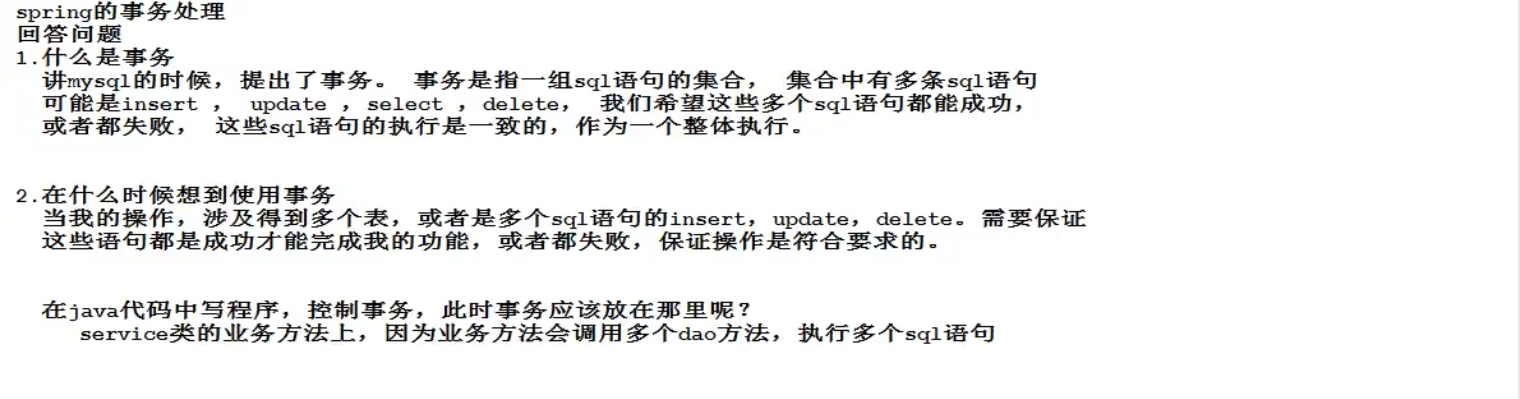 spring的事务处理
回答问题
1.什么是事务
讲mysql的时候，提出了事务。 事务是指一组sql语句的集合， 集合中有多条sql语句
可能是insert ， update ，select ，delete， 我们希望这些多个sql语句都能成功，
或者都失败， 这些sql语句的执行是一致的，作为一个整体执行。
2.在什么时候想到使用事务
当我的操作，涉及得到多个表，或者是多个sql语句的insert，update，delete。需要保证
这些语句都是成功才能完成我的功能，或者都失败，保证操作是符合要求的。
在java代码中写程序，控制事务，此时事务应该放在那里呢？
service类的业务方法上，因为业务方法会调用多个dao方法，执行多个sql语句